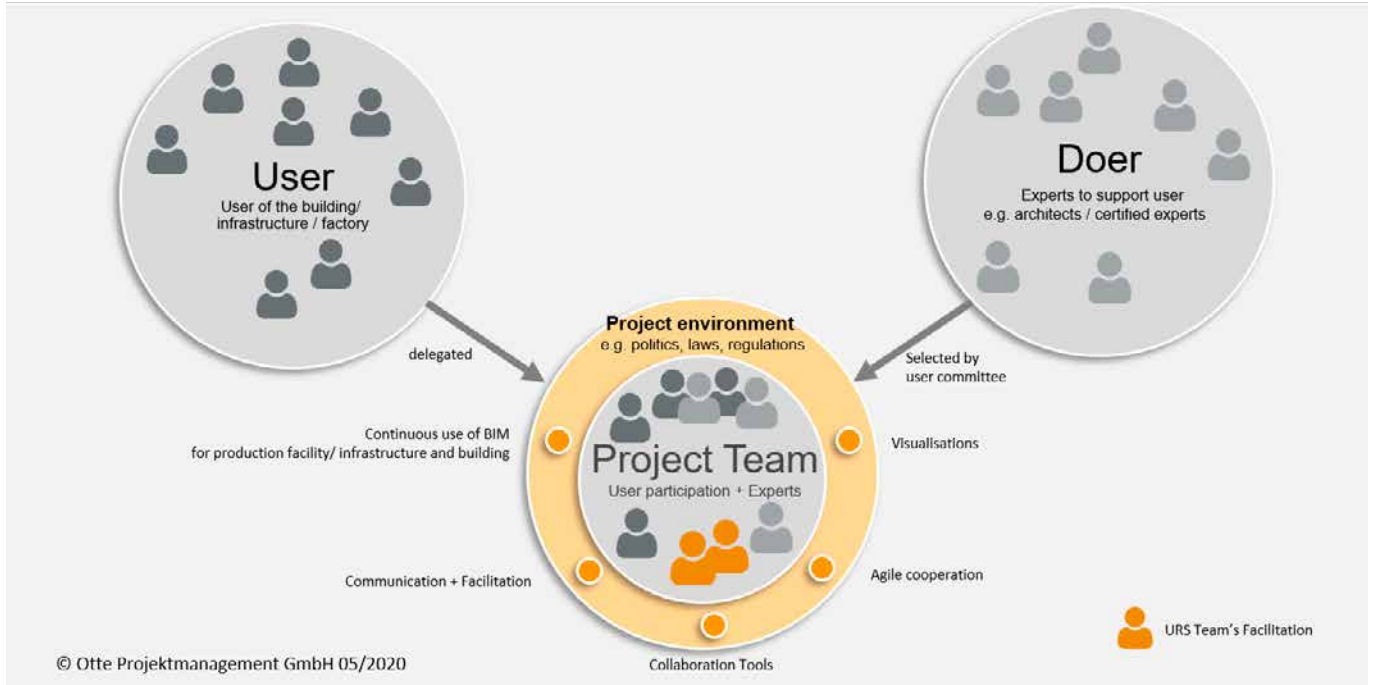 User
User of the building/
infrastructure / factory
Doer
Experts to support user
e.g. architects / certified experts
delegated
Project environment
e.g. politics, laws, regulations
Selected by
user committee
Continuous use of BIM
for production facility/ infrastructure and building
Visualisations
Project Team
User participation + Experts
Communication + Facilitation
Agile cooperation
Collaboration Tools
URS Team's Facilitation
© Otte Projektmanagement GmbH 05/2020